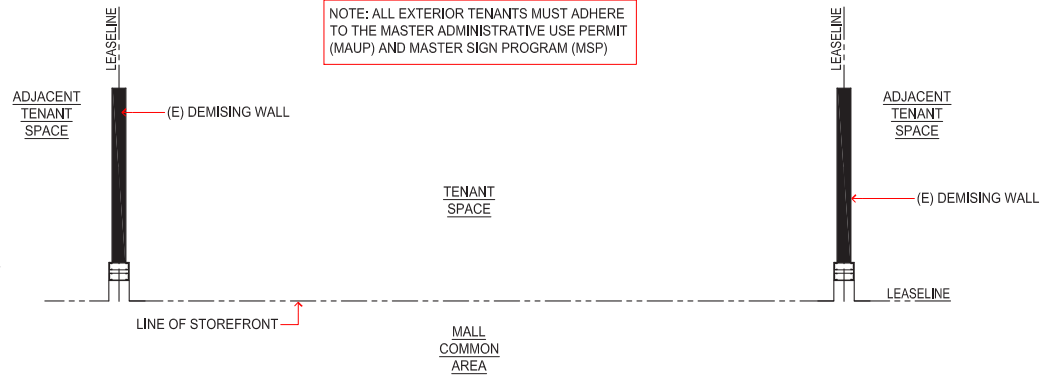 NOTE: ALL EXTERIOR TENANTS MUST ADHERE
TO THE MASTER ADMINISTRATIVE USE PERMIT
(MAUP) AND MASTER SIGN PROGRAM (MSP)
LEASELINE
LEASELINE
ADJACENT
TENANT
SPACE
(E) DEMISING WALL
ADJACENT
TENANT
SPACE
TENANT
SPACE
(E) DEMISING WALL
LEASELINE
LINE OF STOREFRONT
MALL
COMMON
AREA